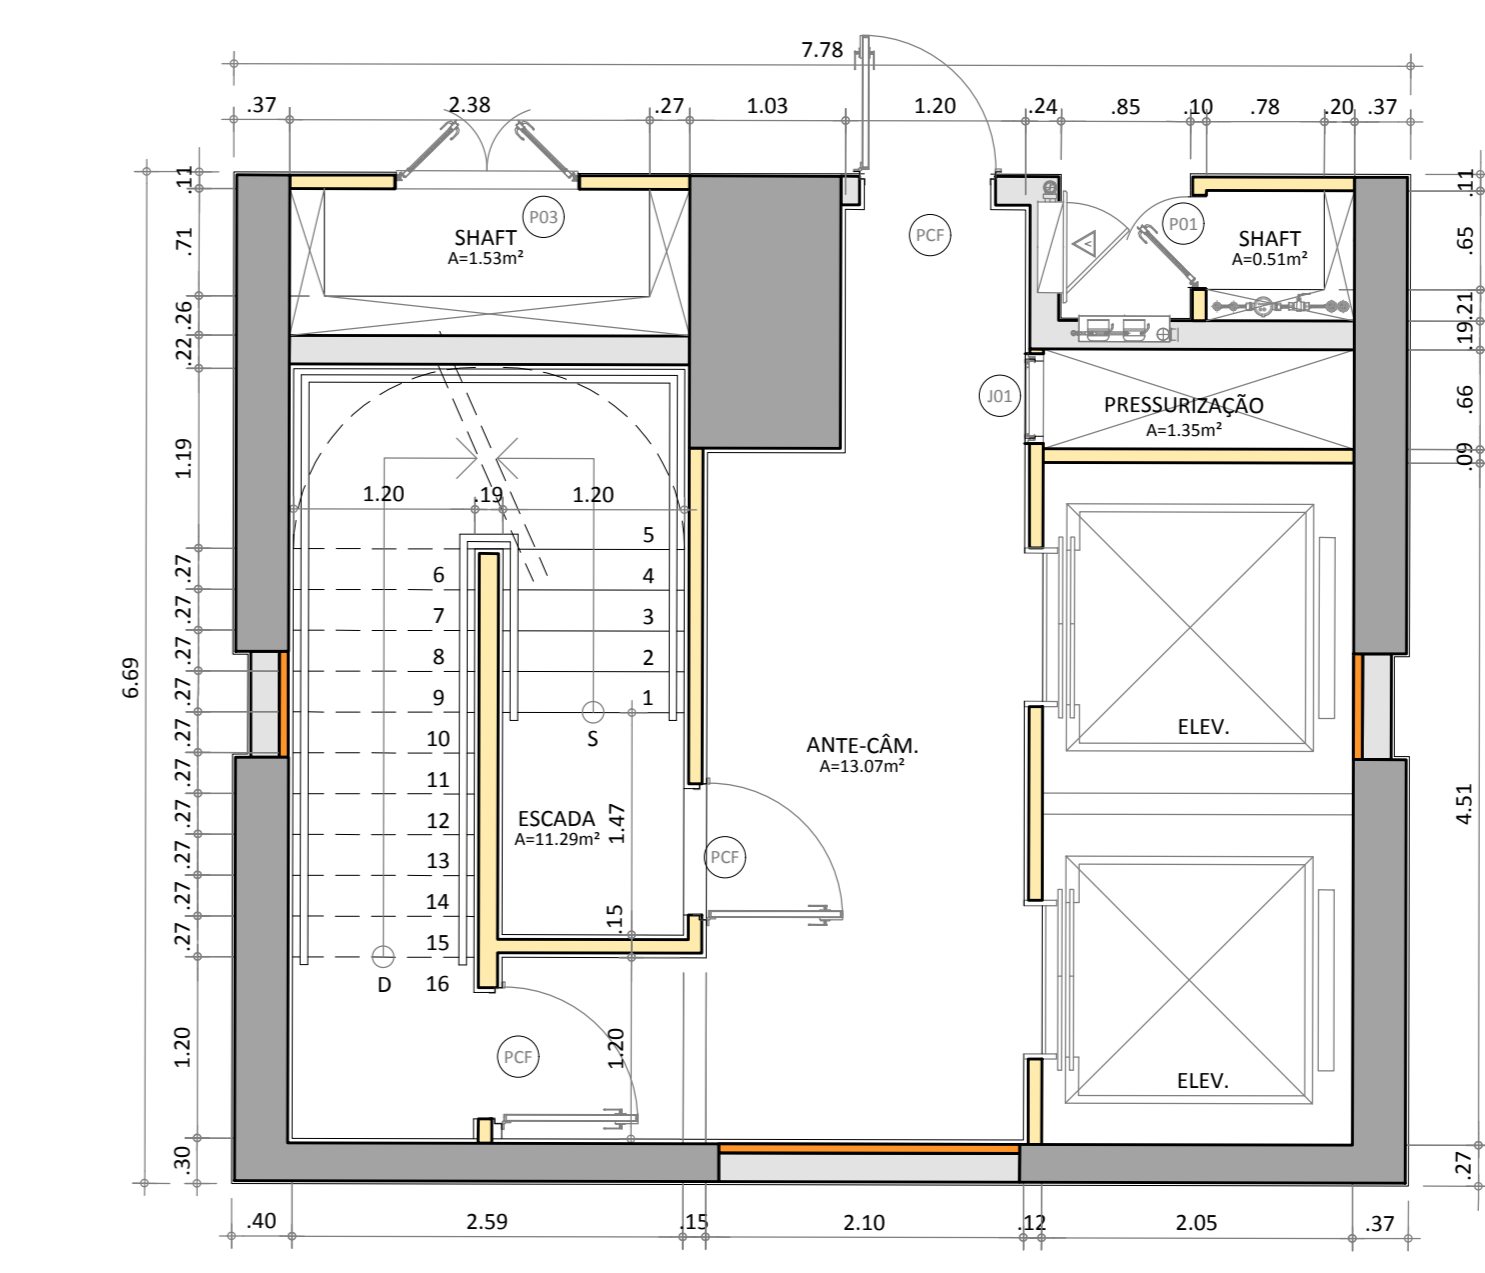 7.78
.37 2.38 .27 1.03 1.20 .24 .85 .10 .78 .20 .37
.11
.71
.26
.22
1.19
.27
.27
.27
.27
.27
.27
.27
.27
.27
.27
1.20
.30
6.69
P03
SHAFT
A=1.53m²
PCF
P01
SHAFT
A=0.51m²
V
J01
PRESSURIZAÇÃO
A=1.35m²
1.20 .19 1.20
5
6 4
7 3
8 2
9 1
10 S
11
12
13
14
15
D 16
ESCADA
A=11.29m²
1.47
.15
1.20
PCF
PCF
ANTE-CÂM.
A=13.07m²
ELEV.
ELEV.
.11
.65
.21
.19
.66
.09
4.51
.27
.40 2.59 .15 2.10 .12 2.05 .37